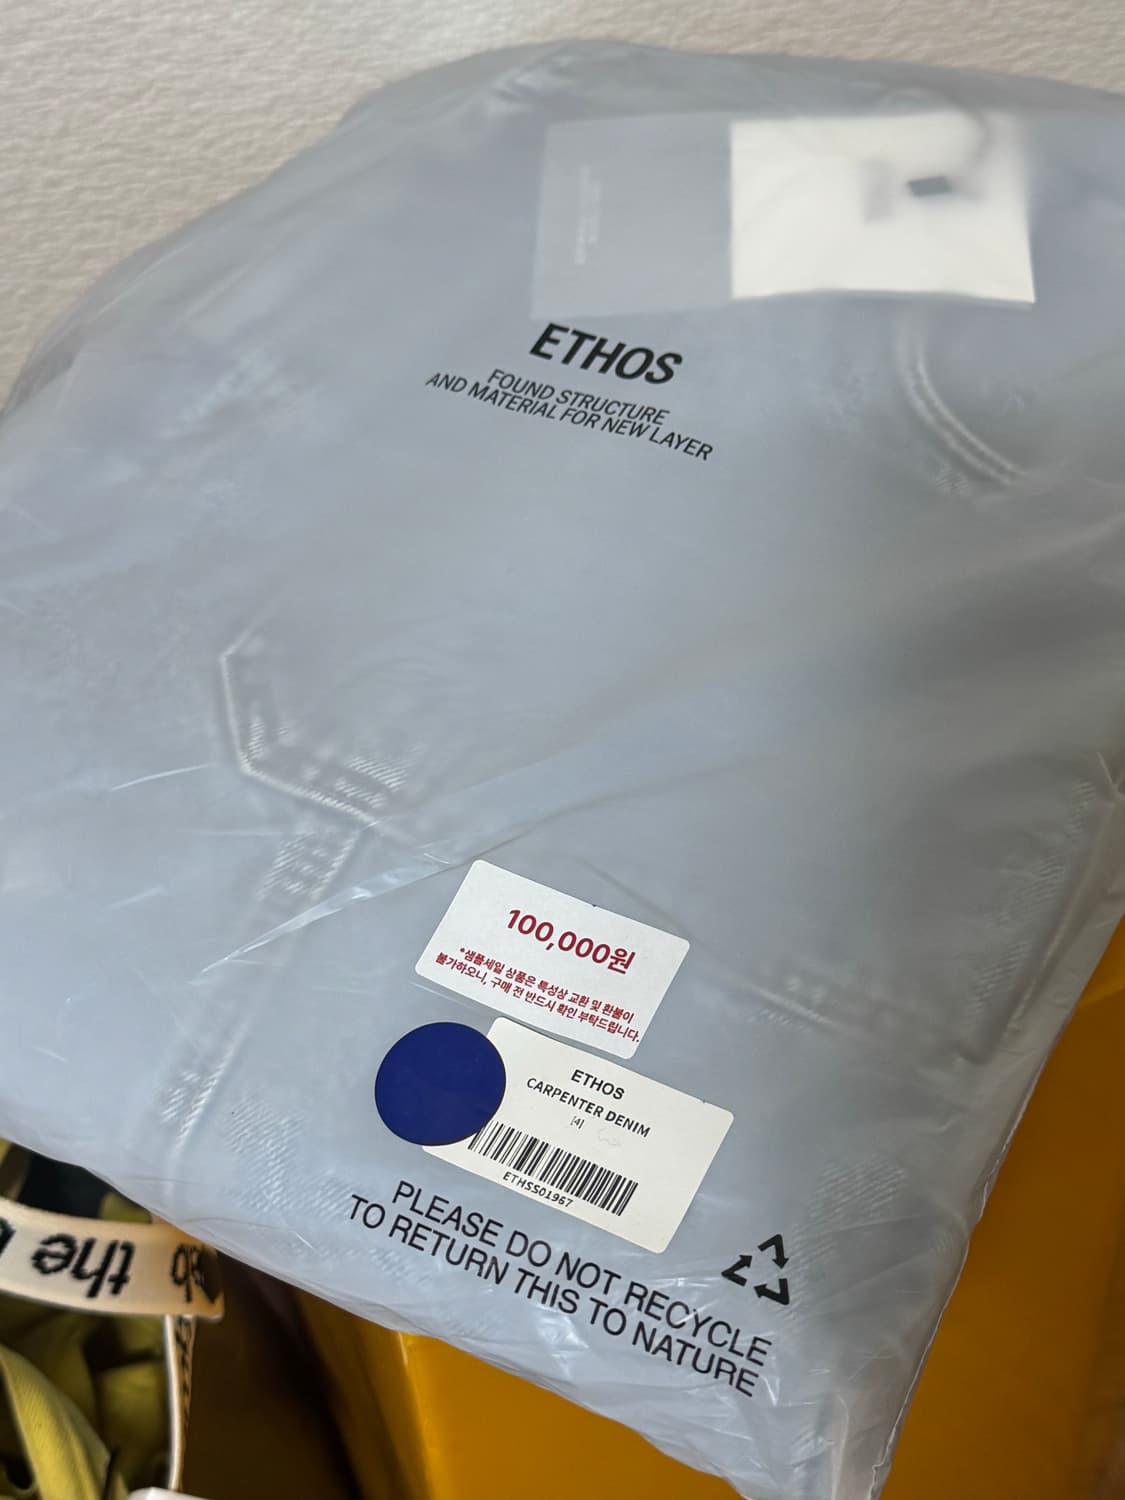 ETHOS
FOUND STRUCTURE
AND MATERIAL FOR NEW LAYER
100,000원
*샘플세일 상품은 특성상 교환 및 환불이
불가하오니, 구매 전 반드시 확인 부탁드립니다.
ETHOS
CARPENTER DENIM
[4]
ETHSS01967
PLEASE DO NOT RECYCLE
TO RETURN THIS TO NATURE
the